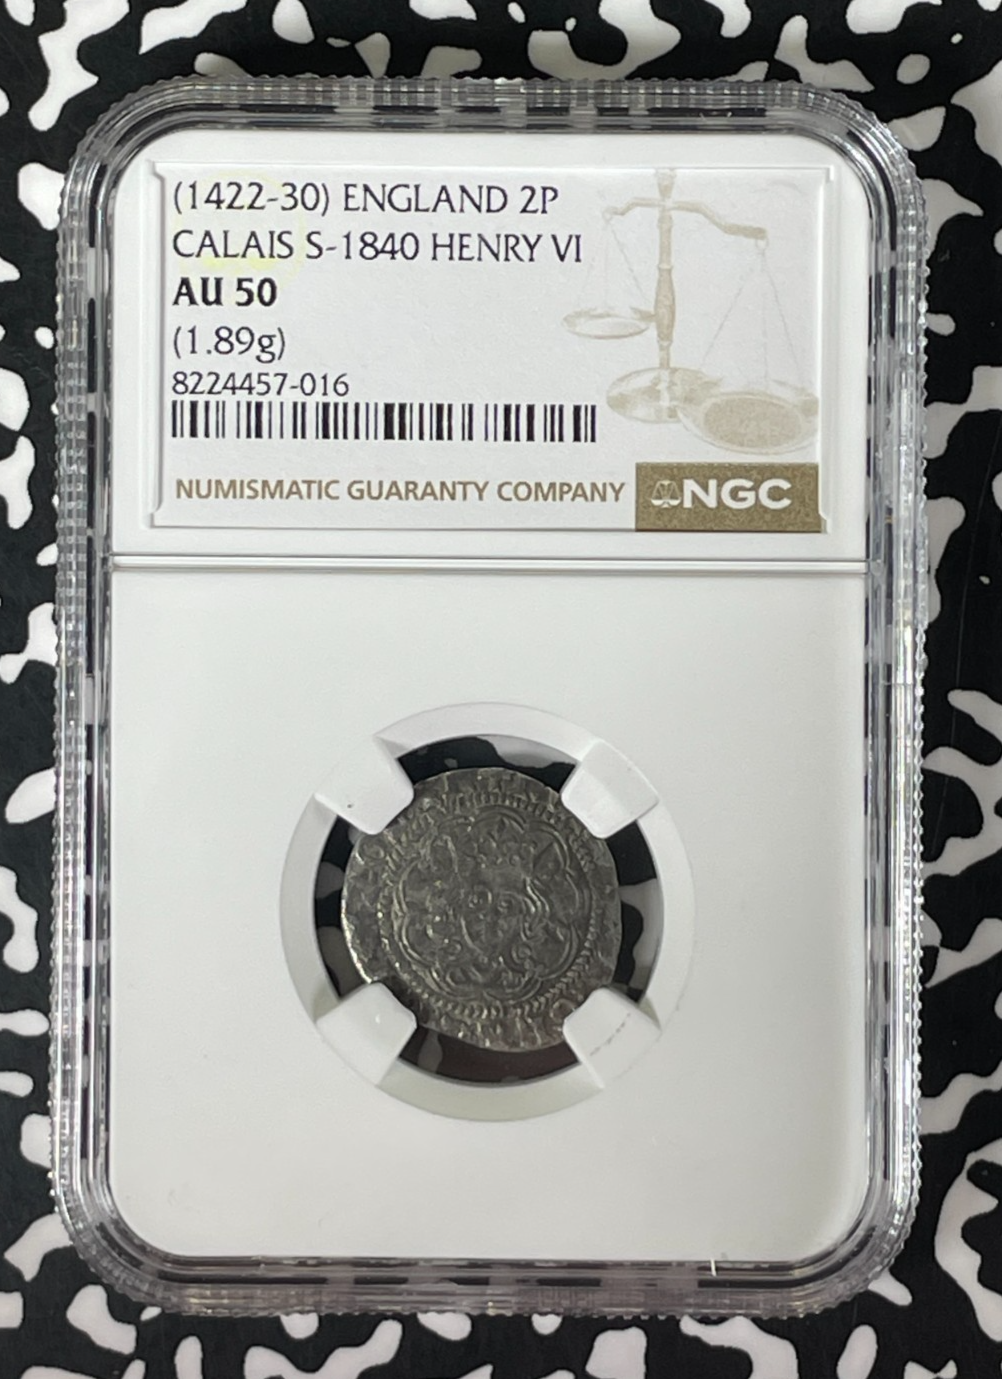 (1422-30) ENGLAND 2P
CALAIS S-1840 HENRY VI
AU 50
(1.89g)
8224457-016
NUMISMATIC GUARANTY COMPANY NGC